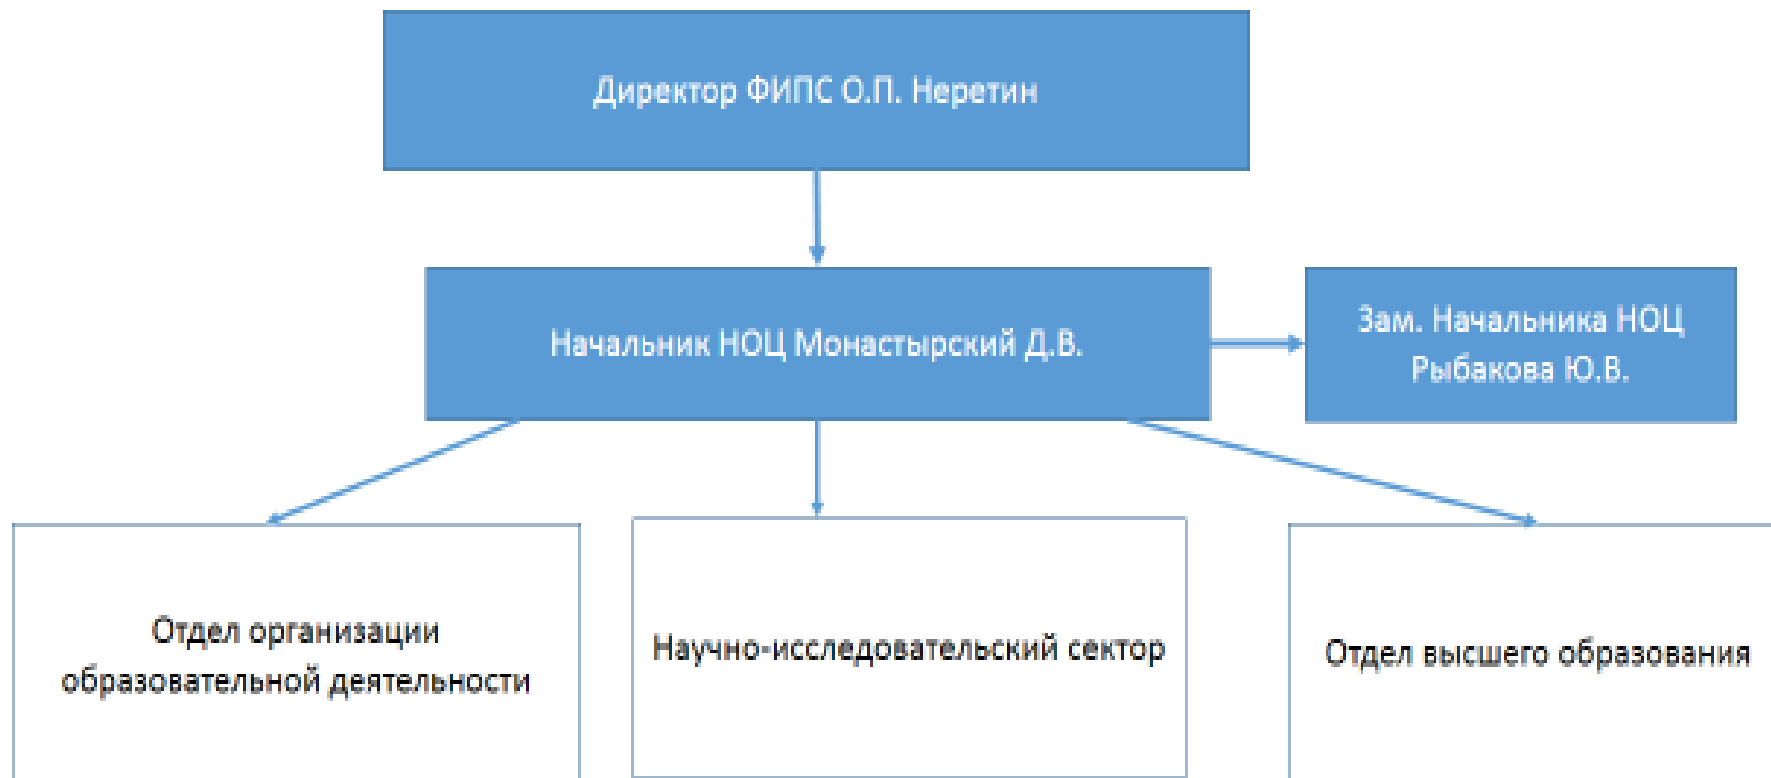 Директор ФИПС О.П. Неретин
Начальник НОЦ Монастырский Д.В.
Зам. Начальника НОЦ
Рыбакова Ю.В.
Отдел организации
образовательной деятельности
Научно-исследовательский сектор
Отдел высшего образования